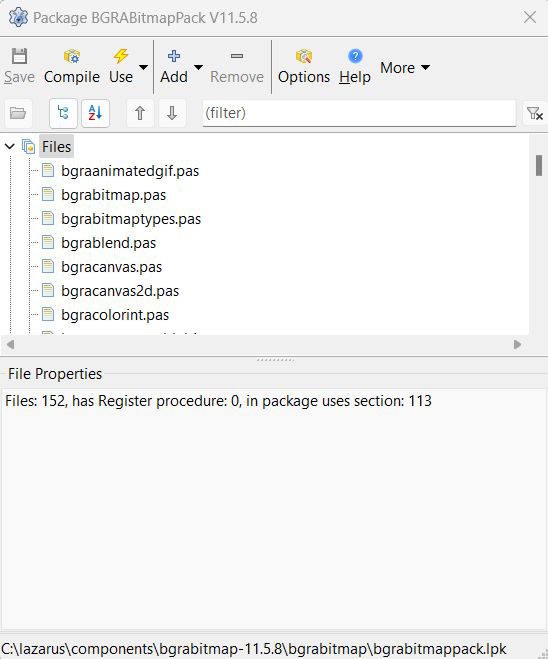 Package BGRABitmapPack V11.5.8
Save Compile Use Add Remove Options Help More
(filter)
Files
bgraanimatedgif.pas
bgrabitmap.pas
bgrabitmaptypes.pas
bgrablend.pas
bgracanvas.pas
bgracanvas2d.pas
bgracolorint.pas
File Properties
Files: 152, has Register procedure: 0, in package uses section: 113
C:\lazarus\components\bgrabitmap-11.5.8\bgrabitmap\bgrabitmappack.lpk